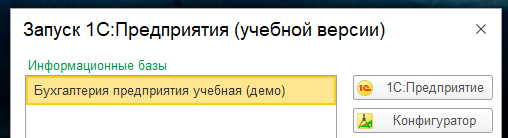 Запуск 1С:Предприятия (учебной версии)
Информационные базы
Бухгалтерия предприятия учебная (демо)
1С:Предприятие
Конфигуратор